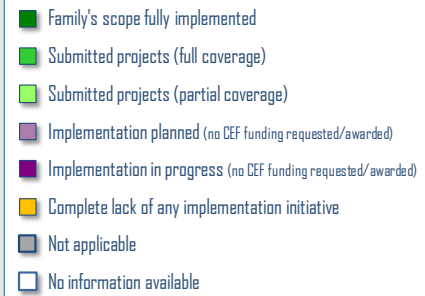 Family's scope fully implemented
Submitted projects (full coverage)
Submitted projects (partial coverage)
Implementation planned (no CEF funding requested/awarded)
Implementation in progress (no CEF funding requested/awarded)
Complete lack of any implementation initiative
Not applicable
No information available